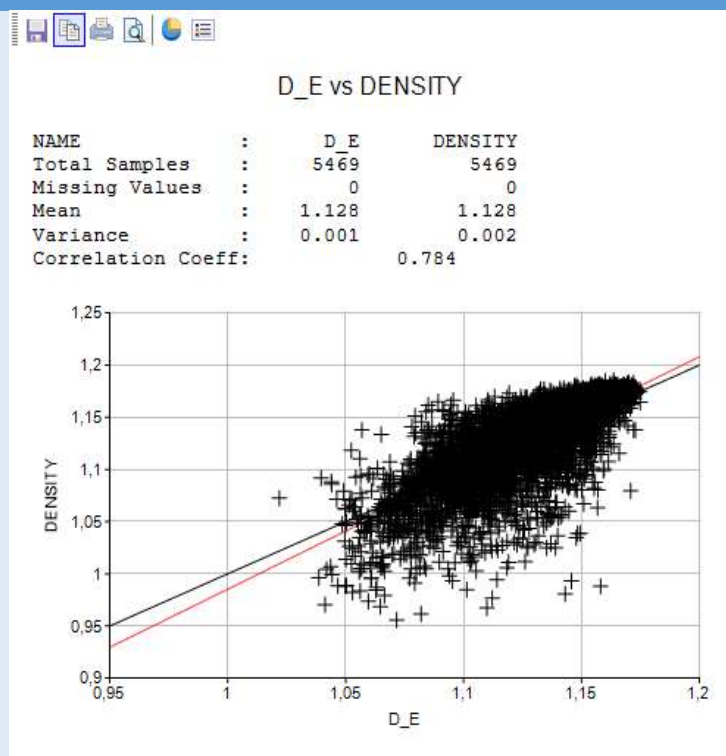 D_E vs DENSITY
NAME : D_E DENSITY
Total Samples : 5469 5469
Missing Values : 0 0
Mean : 1.128 1.128
Variance : 0.001 0.002
Correlation Coeff: 0.784
1,25
1,2
1,15
1,1
1,05
1
0,95
0,9
DENSITY
0,95 1 1,05 1,1 1,15 1,2
D_E